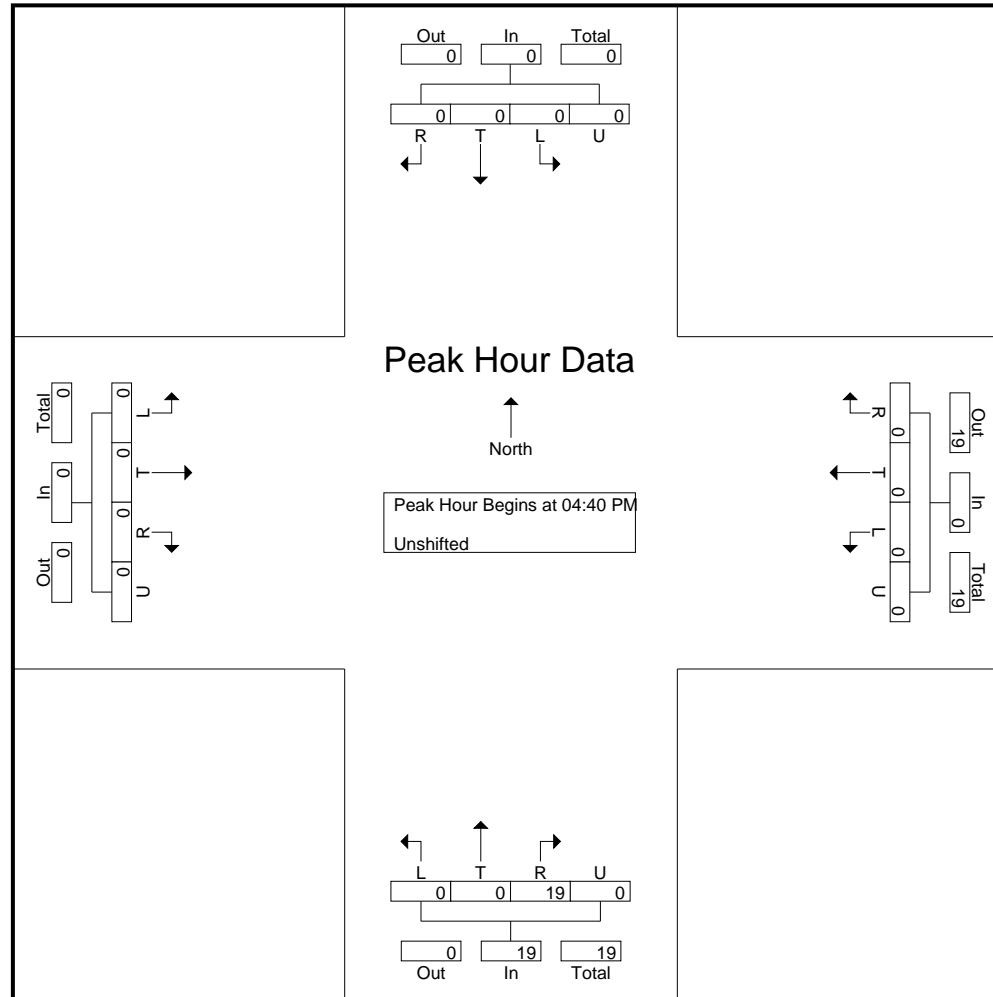 Out In Total
0 0 0
0 0 0 0
R T L U
Peak Hour Data
North
Peak Hour Begins at 04:40 PM
Unshifted
Total 0
In 0
Out 0
0 0 0 0
L T R U
R T L U
0 0 0 0
Out 19
In 0
Total 19
L T R U
0 0 19 0
0 19 19
Out In Total